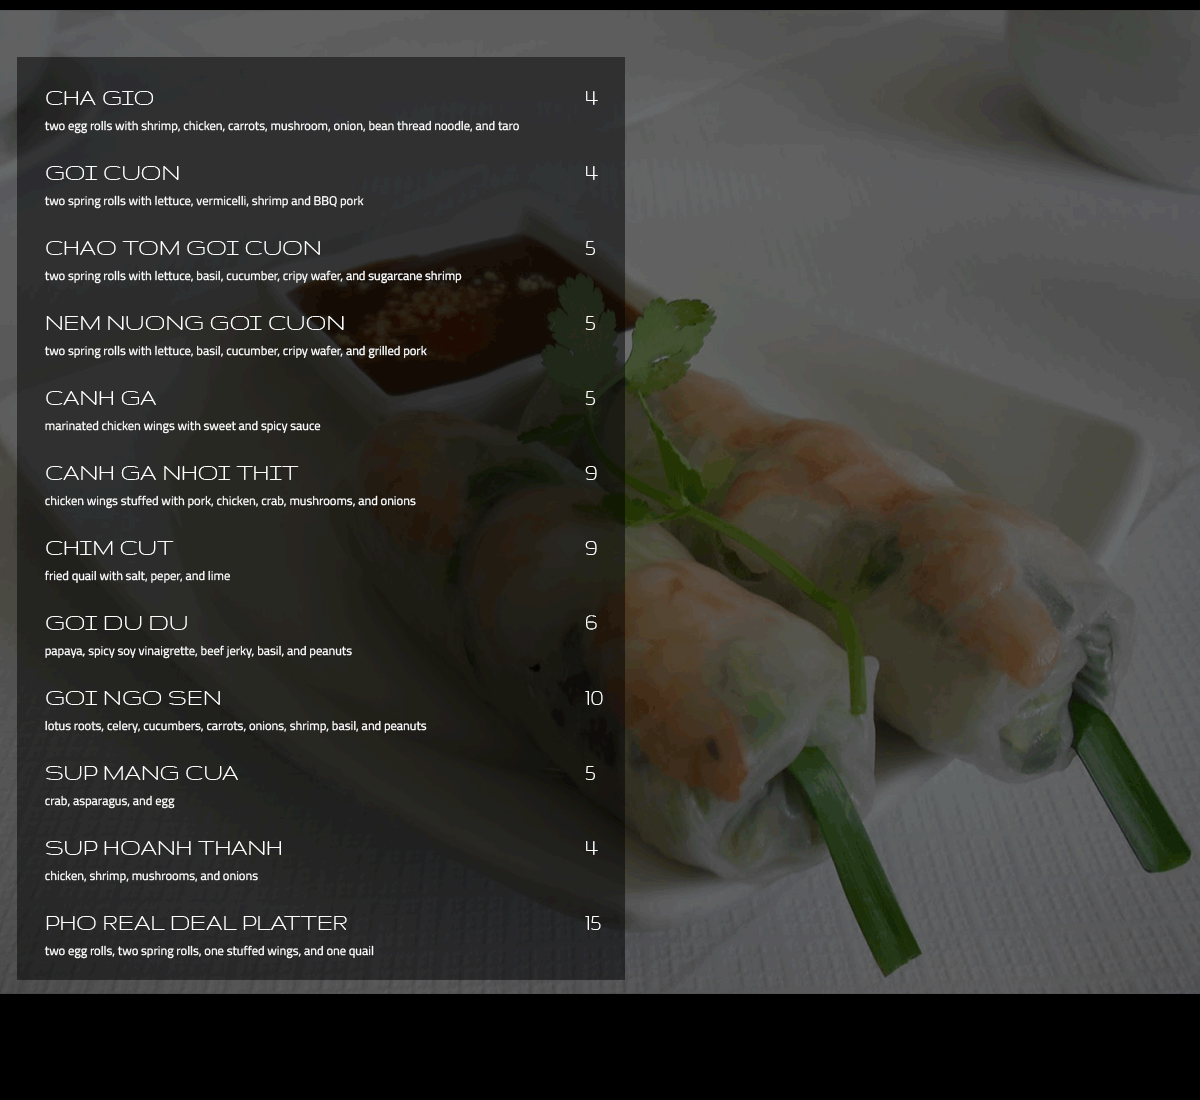 CHA GIO 4
two egg rolls with shrimp, chicken, carrots, mushroom, onion, bean thread noodle, and taro
GOI CUON 4
two spring rolls with lettuce, vermicelli, shrimp and BBQ pork
CHAO TOM GOI CUON 5
two spring rolls with lettuce, basil, cucumber, cripy wafer, and sugarcane shrimp
NEM NUONG GOI CUON 5
two spring rolls with lettuce, basil, cucumber, cripy wafer, and grilled pork
CANH GA 5
marinated chicken wings with sweet and spicy sauce
CANH GA NHOI THIT 9
chicken wings stuffed with pork, chicken, crab, mushrooms, and onions
CHIM CUT 9
fried quail with salt, peper, and lime
GOI DU DU 6
papaya, spicy soy vinaigrette, beef jerky, basil, and peanuts
GOI NGO SEN 10
lotus roots, celery, cucumbers, carrots, onions, shrimp, basil, and peanuts
SUP MANG CUA 5
crab, asparagus, and egg
SUP HOANH THANH 4
chicken, shrimp, mushrooms, and onions
PHO REAL DEAL PLATTER 15
two egg rolls, two spring rolls, one stuffed wings, and one quail